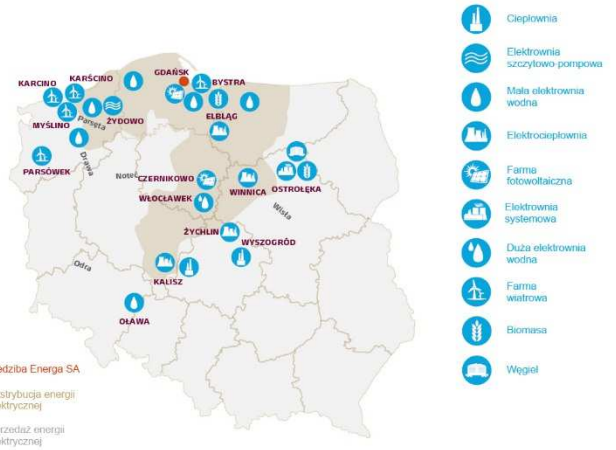 Ciepłownia
Elektrownia
szczytowo-pompowa
Mała elektrownia
wodna
Elektrociepłownia
Farma
fotowoltaiczna
Elektrownia
systemowa
Duża elektrownia
wodna
Farma
wiatrowa
Biomasa
Węgiel
GDAŃSK
KARŚCINO
BYSTRA
KARCINO
ŻYDOWO
ELBLĄG
MYŚLINO
Parsęta
PARSÓWEK
Drawa
Noteć
CZERNIKOWO
WINNICA
OSTROŁĘKA
WŁOCŁAWEK
Wisła
ŻYCHLIN
WYSZOGRÓD
Odra
KALISZ
OŁAWA
edziba Energa SA
strybucja energii
ektrycznej
rzedaż energii
ektrycznej